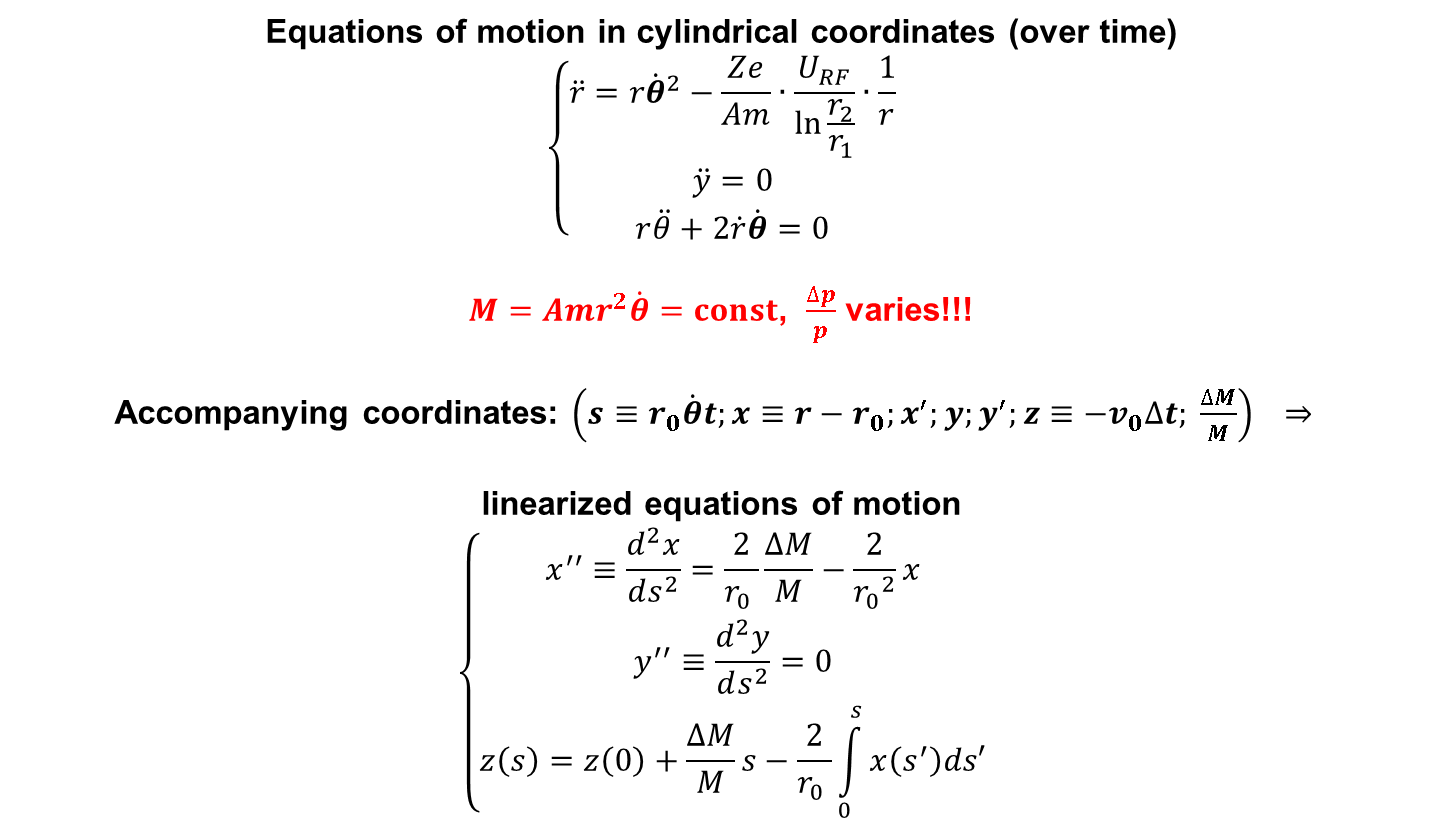 Equations of motion in cylindrical coordinates (over time)
r̈ = rθ̇² − Ze/Am · U_RF/ln(r₂/r₁) · 1/r
ÿ = 0
rθ̈ + 2ṙθ̇ = 0
M = Amr²θ̇ = const, Δp/p varies!!!
Accompanying coordinates: (s ≡ r₀θ̇t; x ≡ r − r₀; x′; y; y′; z ≡ −v₀Δt; ΔM/M) ⇒
linearized equations of motion
x′′ ≡ d²x/ds² = 2/r₀ ΔM/M − 2/r₀² x
y′′ ≡ d²y/ds² = 0
z(s) = z(0) + ΔM/M s − 2/r₀ ∫₀ˢ x(s′)ds′